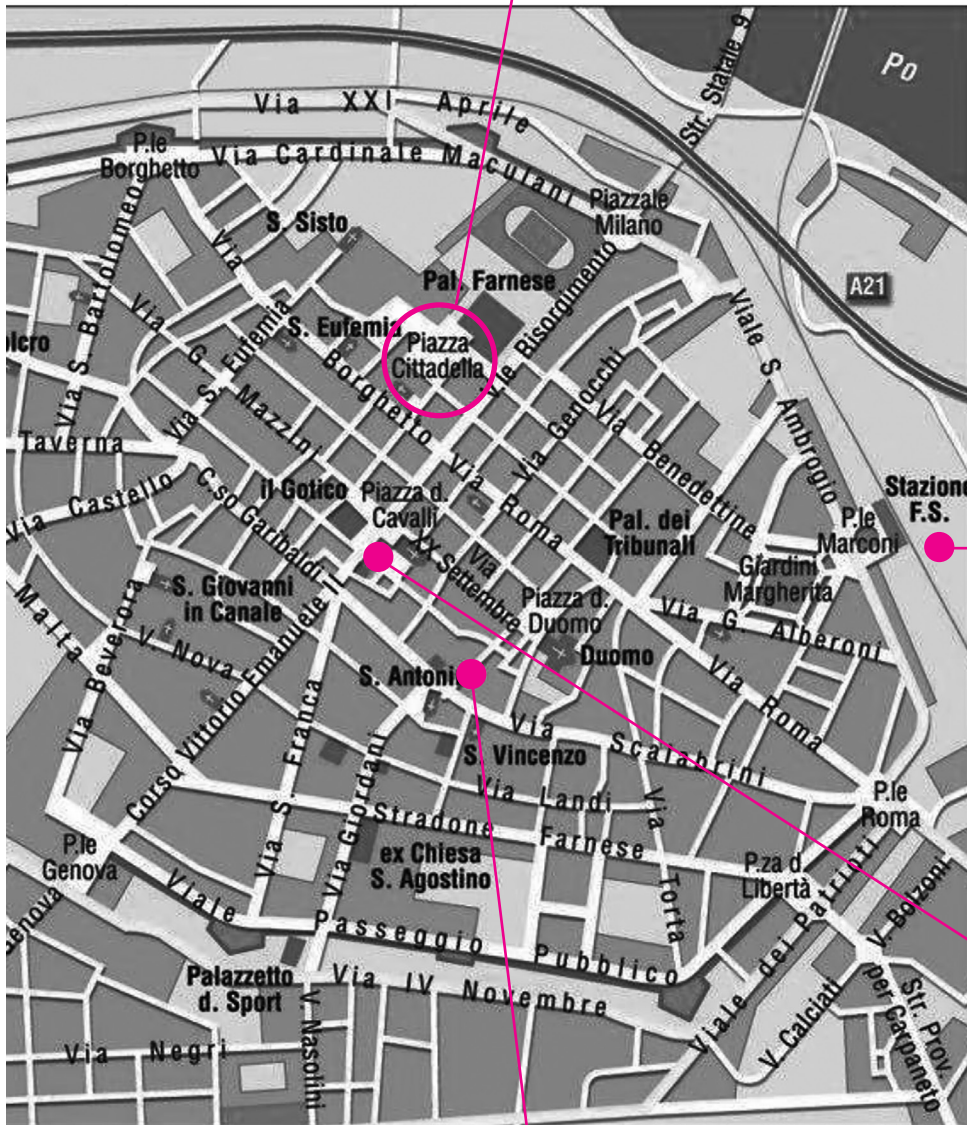 Po
Str. Statale 9
Via XXI Aprile
P.le
Borghetto
Via Cardinale Maculani
Piazzale
Milano
S. Sisto
Pal. Farnese
A21
Via S. Bartolomeo
Via Borghetto
S. Eufemia
Piazza
Cittadella
V.le Risorgimento
Viale S. Ambrogio
olcro
Via G. Mazzini
Via S. Eufemia
Via Genocchi
Via Benedettine
Taverna
Via Castello
C.so Garibaldi
il Gotico
Piazza d.
Cavalli
Via Roma
Pal. dei
Tribunali
P.le
Marconi
Stazione
F.S.
Giardini
Margherita
Via
XX Settembre
S. Giovanni
in Canale
Piazza d.
Duomo
Duomo
Via G. Alberoni
Malta
Via Beverora
V. Nova
Corso Vittorio Emanuele II
Via S. Franca
S. Antoni
Via Giordani
Via Scalabrini
Via Roma
S. Vincenzo
Via Landi
Via Torta
Stradone Farnese
P.le
Roma
P.le
Genova
ex Chiesa
S. Agostino
P.za d.
Libertà
Genova
Viale Passeggio Pubblico
Viale dei Patrioti
V. Bolzoni
Palazzetto
d. Sport
Via IV Novembre
V. Calciati
Str. Prov.
per Carpaneto
Via Negri
V. Nasolini